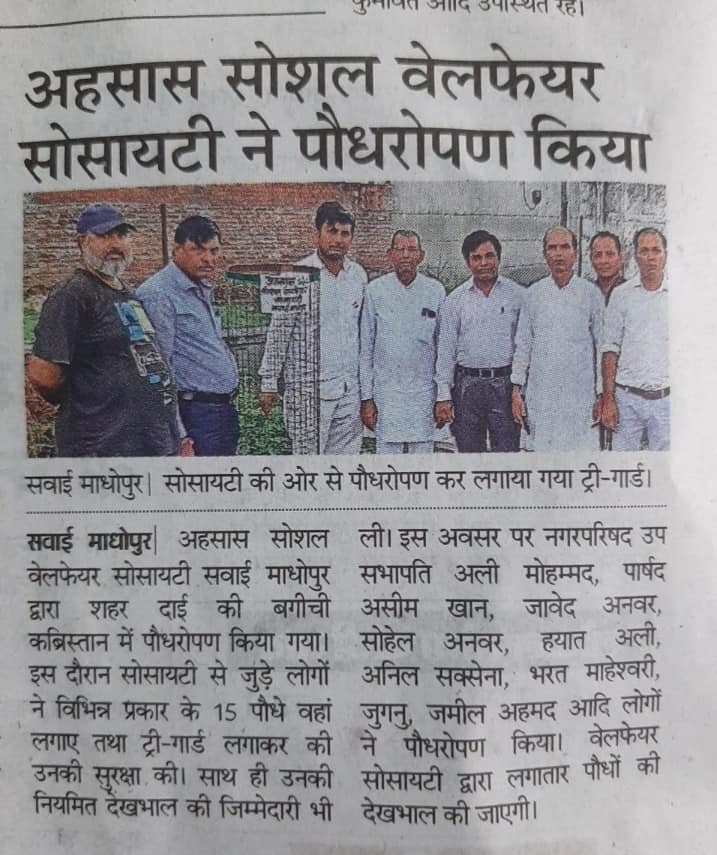 कुमावत आदि उपस्थित रहे।
अहसास सोशल वेलफेयर
सोसायटी ने पौधरोपण किया
अहसास
सवाई माधोपुर| सोसायटी की ओर से पौधरोपण कर लगाया गया ट्री-गार्ड।
सवाई माधोपुर| अहसास सोशल
वेलफेयर सोसायटी सवाई माधोपुर
द्वारा शहर दाई की बगीची
कब्रिस्तान में पौधरोपण किया गया।
इस दौरान सोसायटी से जुंड़े लोगों
ने विभिन्न प्रकार के 15 पौधे वहां
लगाए तथा ट्री-गार्ड लगाकर की
उनकी सुरक्षा की। साथ ही उनकी
नियमित देखभाल की जिम्मेदारी भी
ली। इस अवसर पर नगरपरिषद उप
सभापति अली मोहम्मद, पार्षद
असीम खान, जावेद अनवर,
सोहेल अनवर, हयात अली,
अनिल सक्सेना, भरत माहेश्वरी,
जुगनु, जमील अहमद आदि लोगों
ने पौधरोपण किया। वेलफेयर
सोसायटी द्वारा लगातार पौधों की
देखभाल की जाएगी।